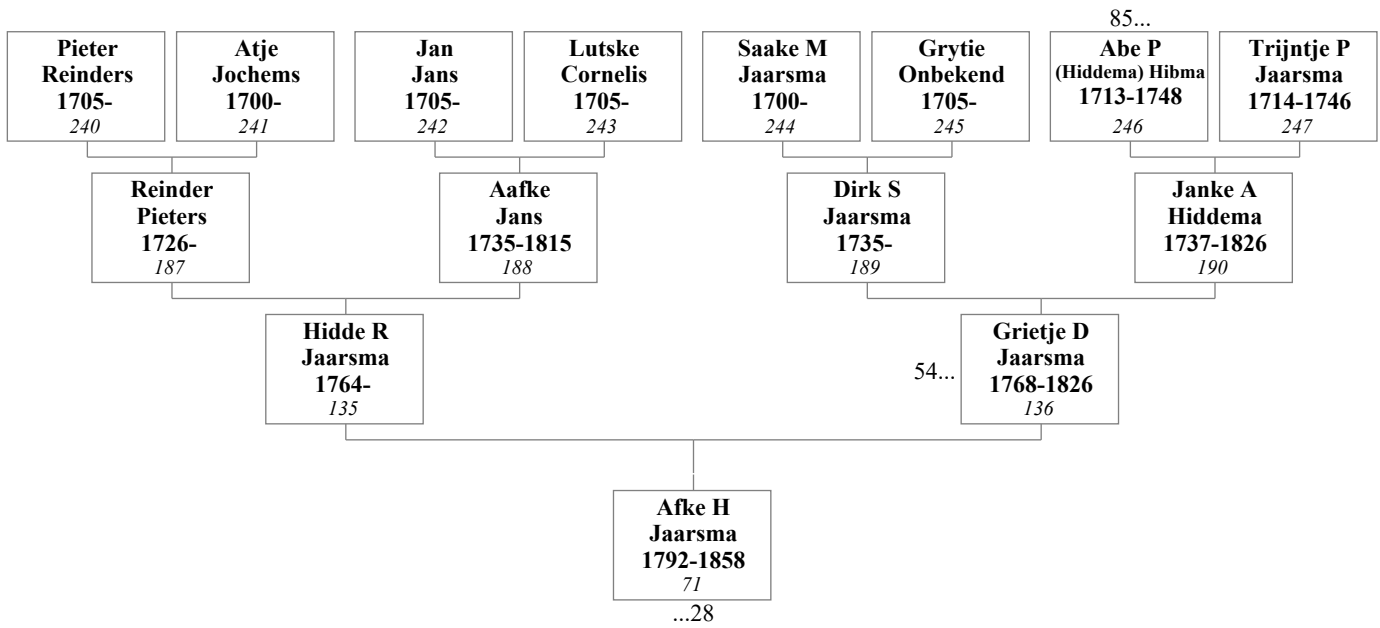 85...
Pieter
Reinders
1705-
240
Atje
Jochems
1700-
241
Jan
Jans
1705-
242
Lutske
Cornelis
1705-
243
Saake M
Jaarsma
1700-
244
Grytie
Onbekend
1705-
245
Abe P
(Hiddema) Hibma
1713-1748
246
Trijntje P
Jaarsma
1714-1746
247
Reinder
Pieters
1726-
187
Aafke
Jans
1735-1815
188
Dirk S
Jaarsma
1735-
189
Janke A
Hiddema
1737-1826
190
Hidde R
Jaarsma
1764-
135
54...
Grietje D
Jaarsma
1768-1826
136
Afke H
Jaarsma
1792-1858
71
...28